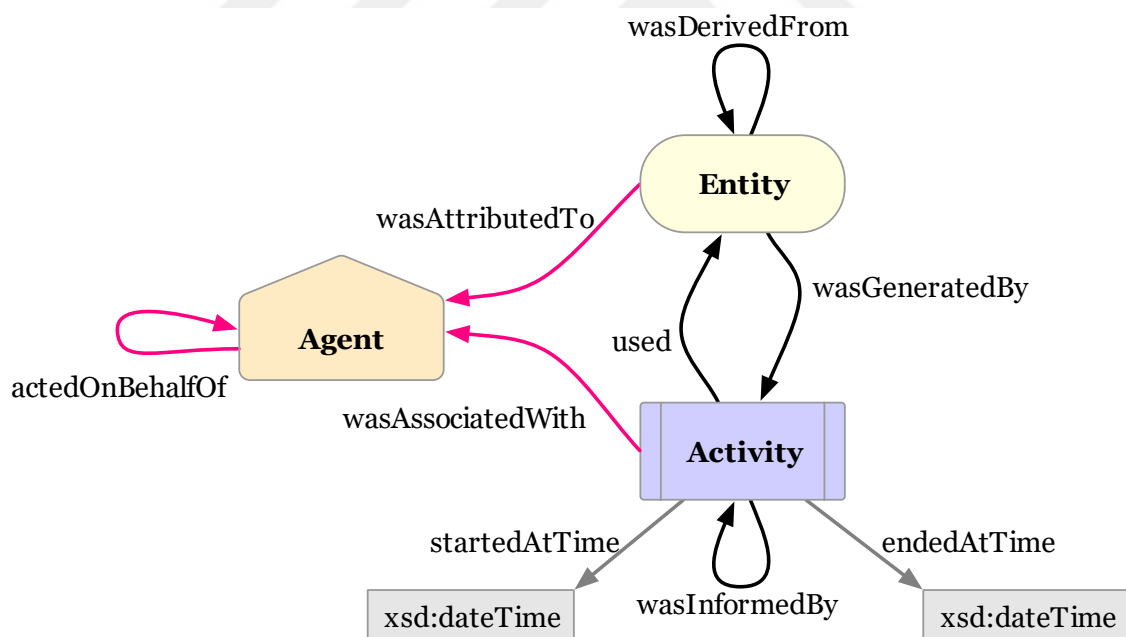 wasDerivedFrom
Entity
wasAttributedTo
wasGeneratedBy
used
Agent
actedOnBehalfOf
wasAssociatedWith
Activity
startedAtTime
endedAtTime
wasInformedBy
xsd:dateTime
xsd:dateTime